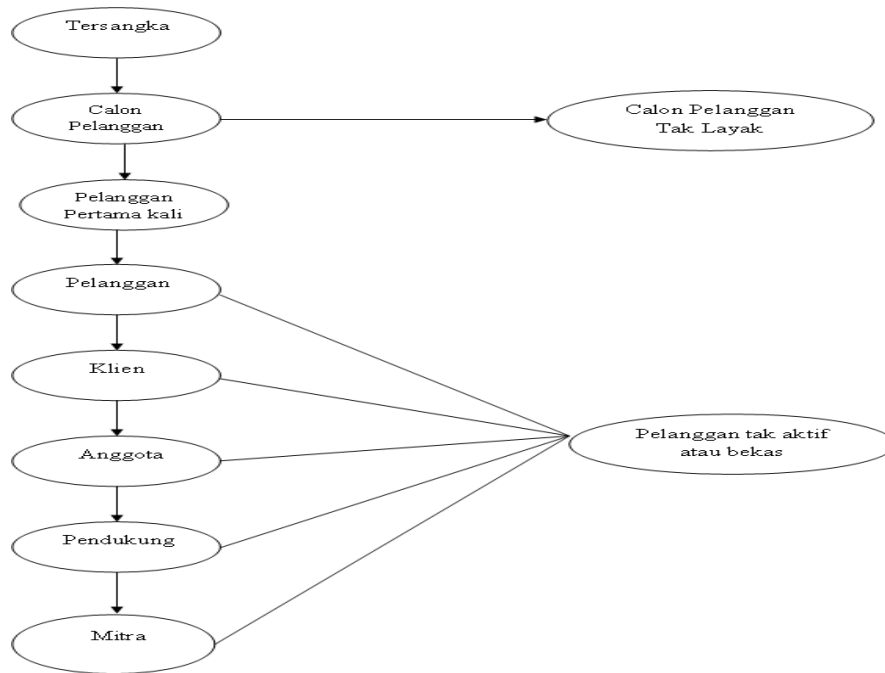 Tersangka
Calon
Pelanggan
Calon Pelanggan
Tak Layak
Pelanggan
Pertama kali
Pelanggan
Klien
Anggota
Pelanggan tak aktif
atau bekas
Pendukung
Mitra